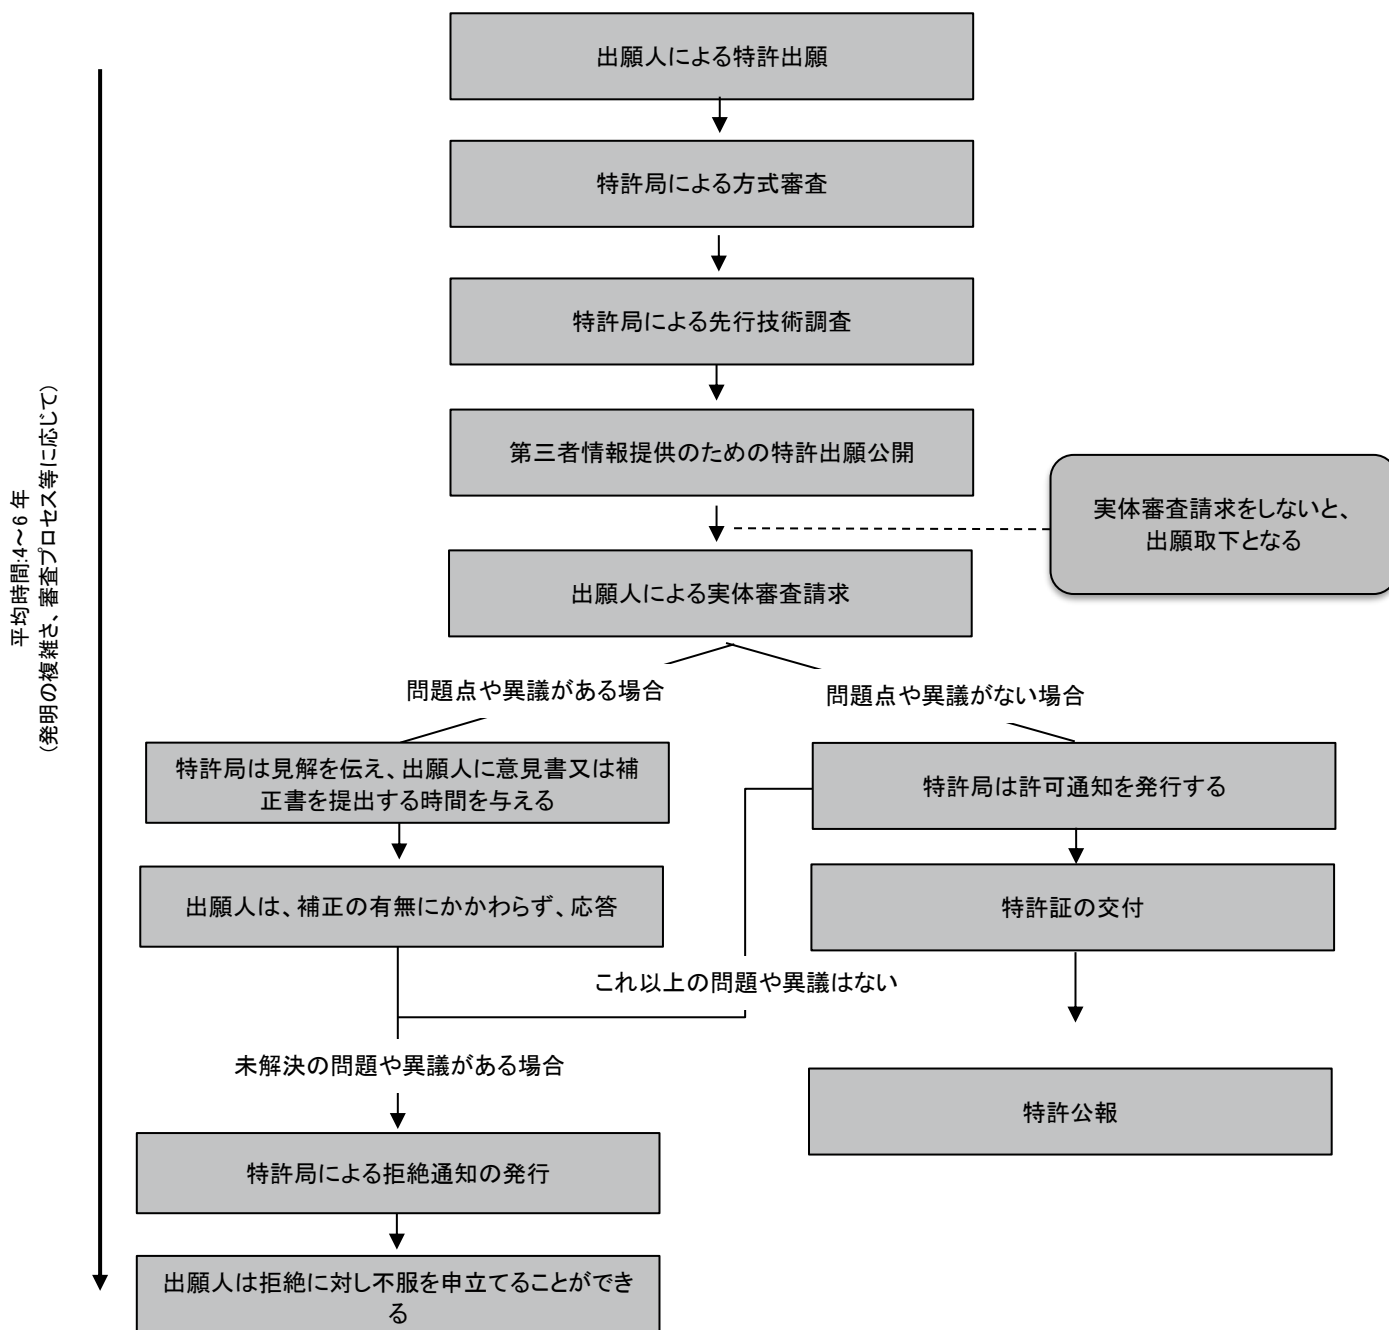 出願人による特許出願
特許局による方式審査
特許局による先行技術調査
第三者情報提供のための特許出願公開
実体審査請求をしないと、
出願取下となる
出願人による実体審査請求
平均時間:4～6 年
(発明の複雑さ、審査プロセス等に応じて)
問題点や異議がある場合
問題点や異議がない場合
特許局は見解を伝え、出願人に意見書又は補
正書を提出する時間を与える
特許局は許可通知を発行する
出願人は、補正の有無にかかわらず、応答
特許証の交付
これ以上の問題や異議はない
未解決の問題や異議がある場合
特許公報
特許局による拒絶通知の発行
出願人は拒絶に対し不服を申立てることができ
る